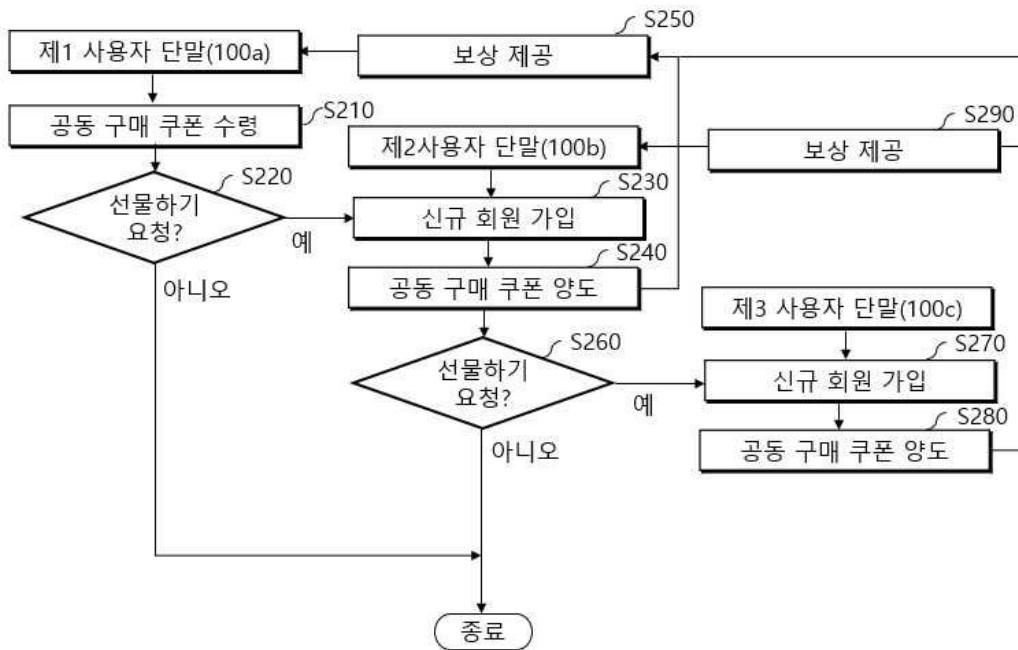 S250
제1 사용자 단말(100a)
보상 제공
S210
공동 구매 쿠폰 수령
S290
제2사용자 단말(100b)
보상 제공
S220
선물하기
요청?
예
아니오
S230
신규 회원 가입
S240
공동 구매 쿠폰 양도
제3 사용자 단말(100c)
S260
선물하기
요청?
예
아니오
S270
신규 회원 가입
S280
공동 구매 쿠폰 양도
종료